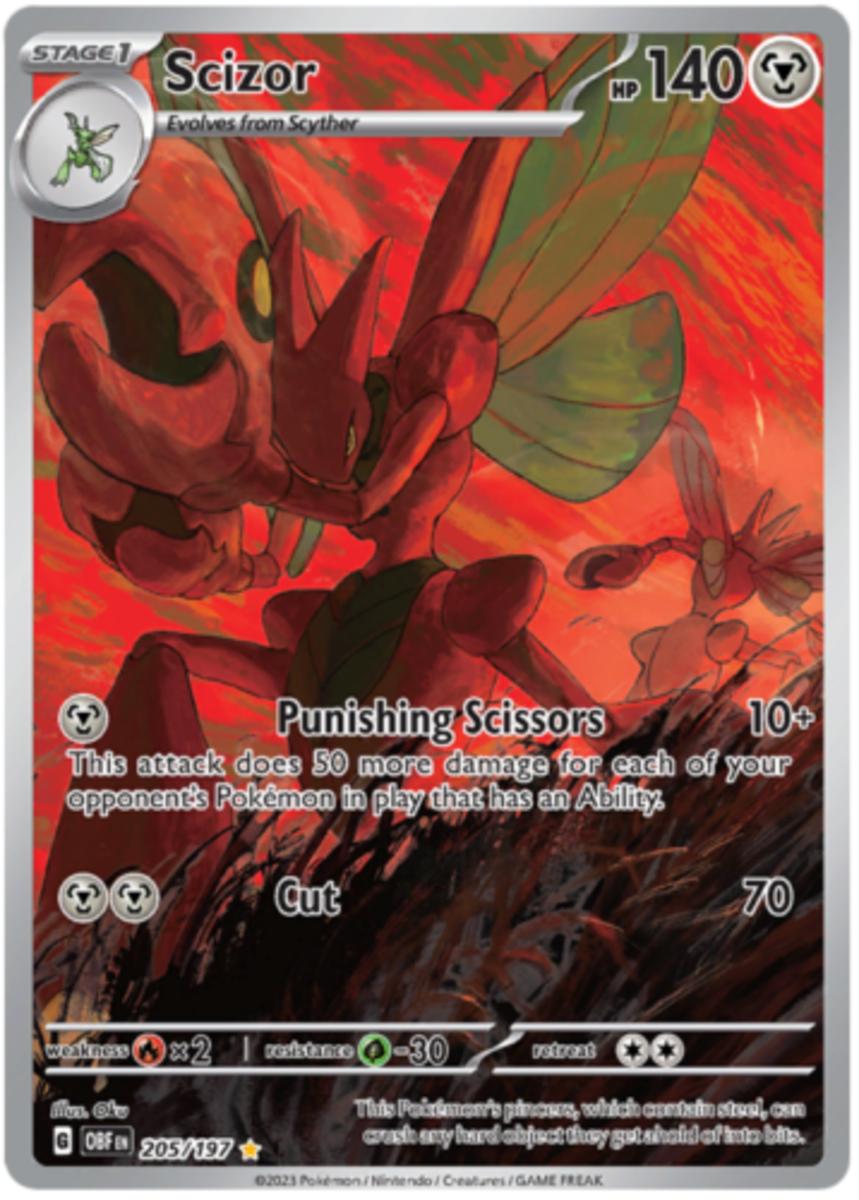 STAGE 1
Scizor
HP 140
Evolves from Scyther
Punishing Scissors 10+
This attack does 50 more damage for each of your
opponent's Pokémon in play that has an Ability.
Cut 70
weakness ×2 resistance -30 retreat
Illus. Oku
This Pokémon's pincers, which contain steel, can
crush any hard object they get ahold of into bits.
G OBF EN 205/197
©2023 Pokémon / Nintendo / Creatures / GAME FREAK